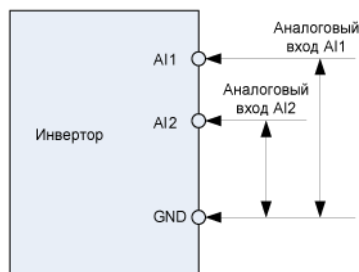 Аналоговый
вход AI1
AI1
Аналоговый
вход AI2
AI2
Инвертор
GND